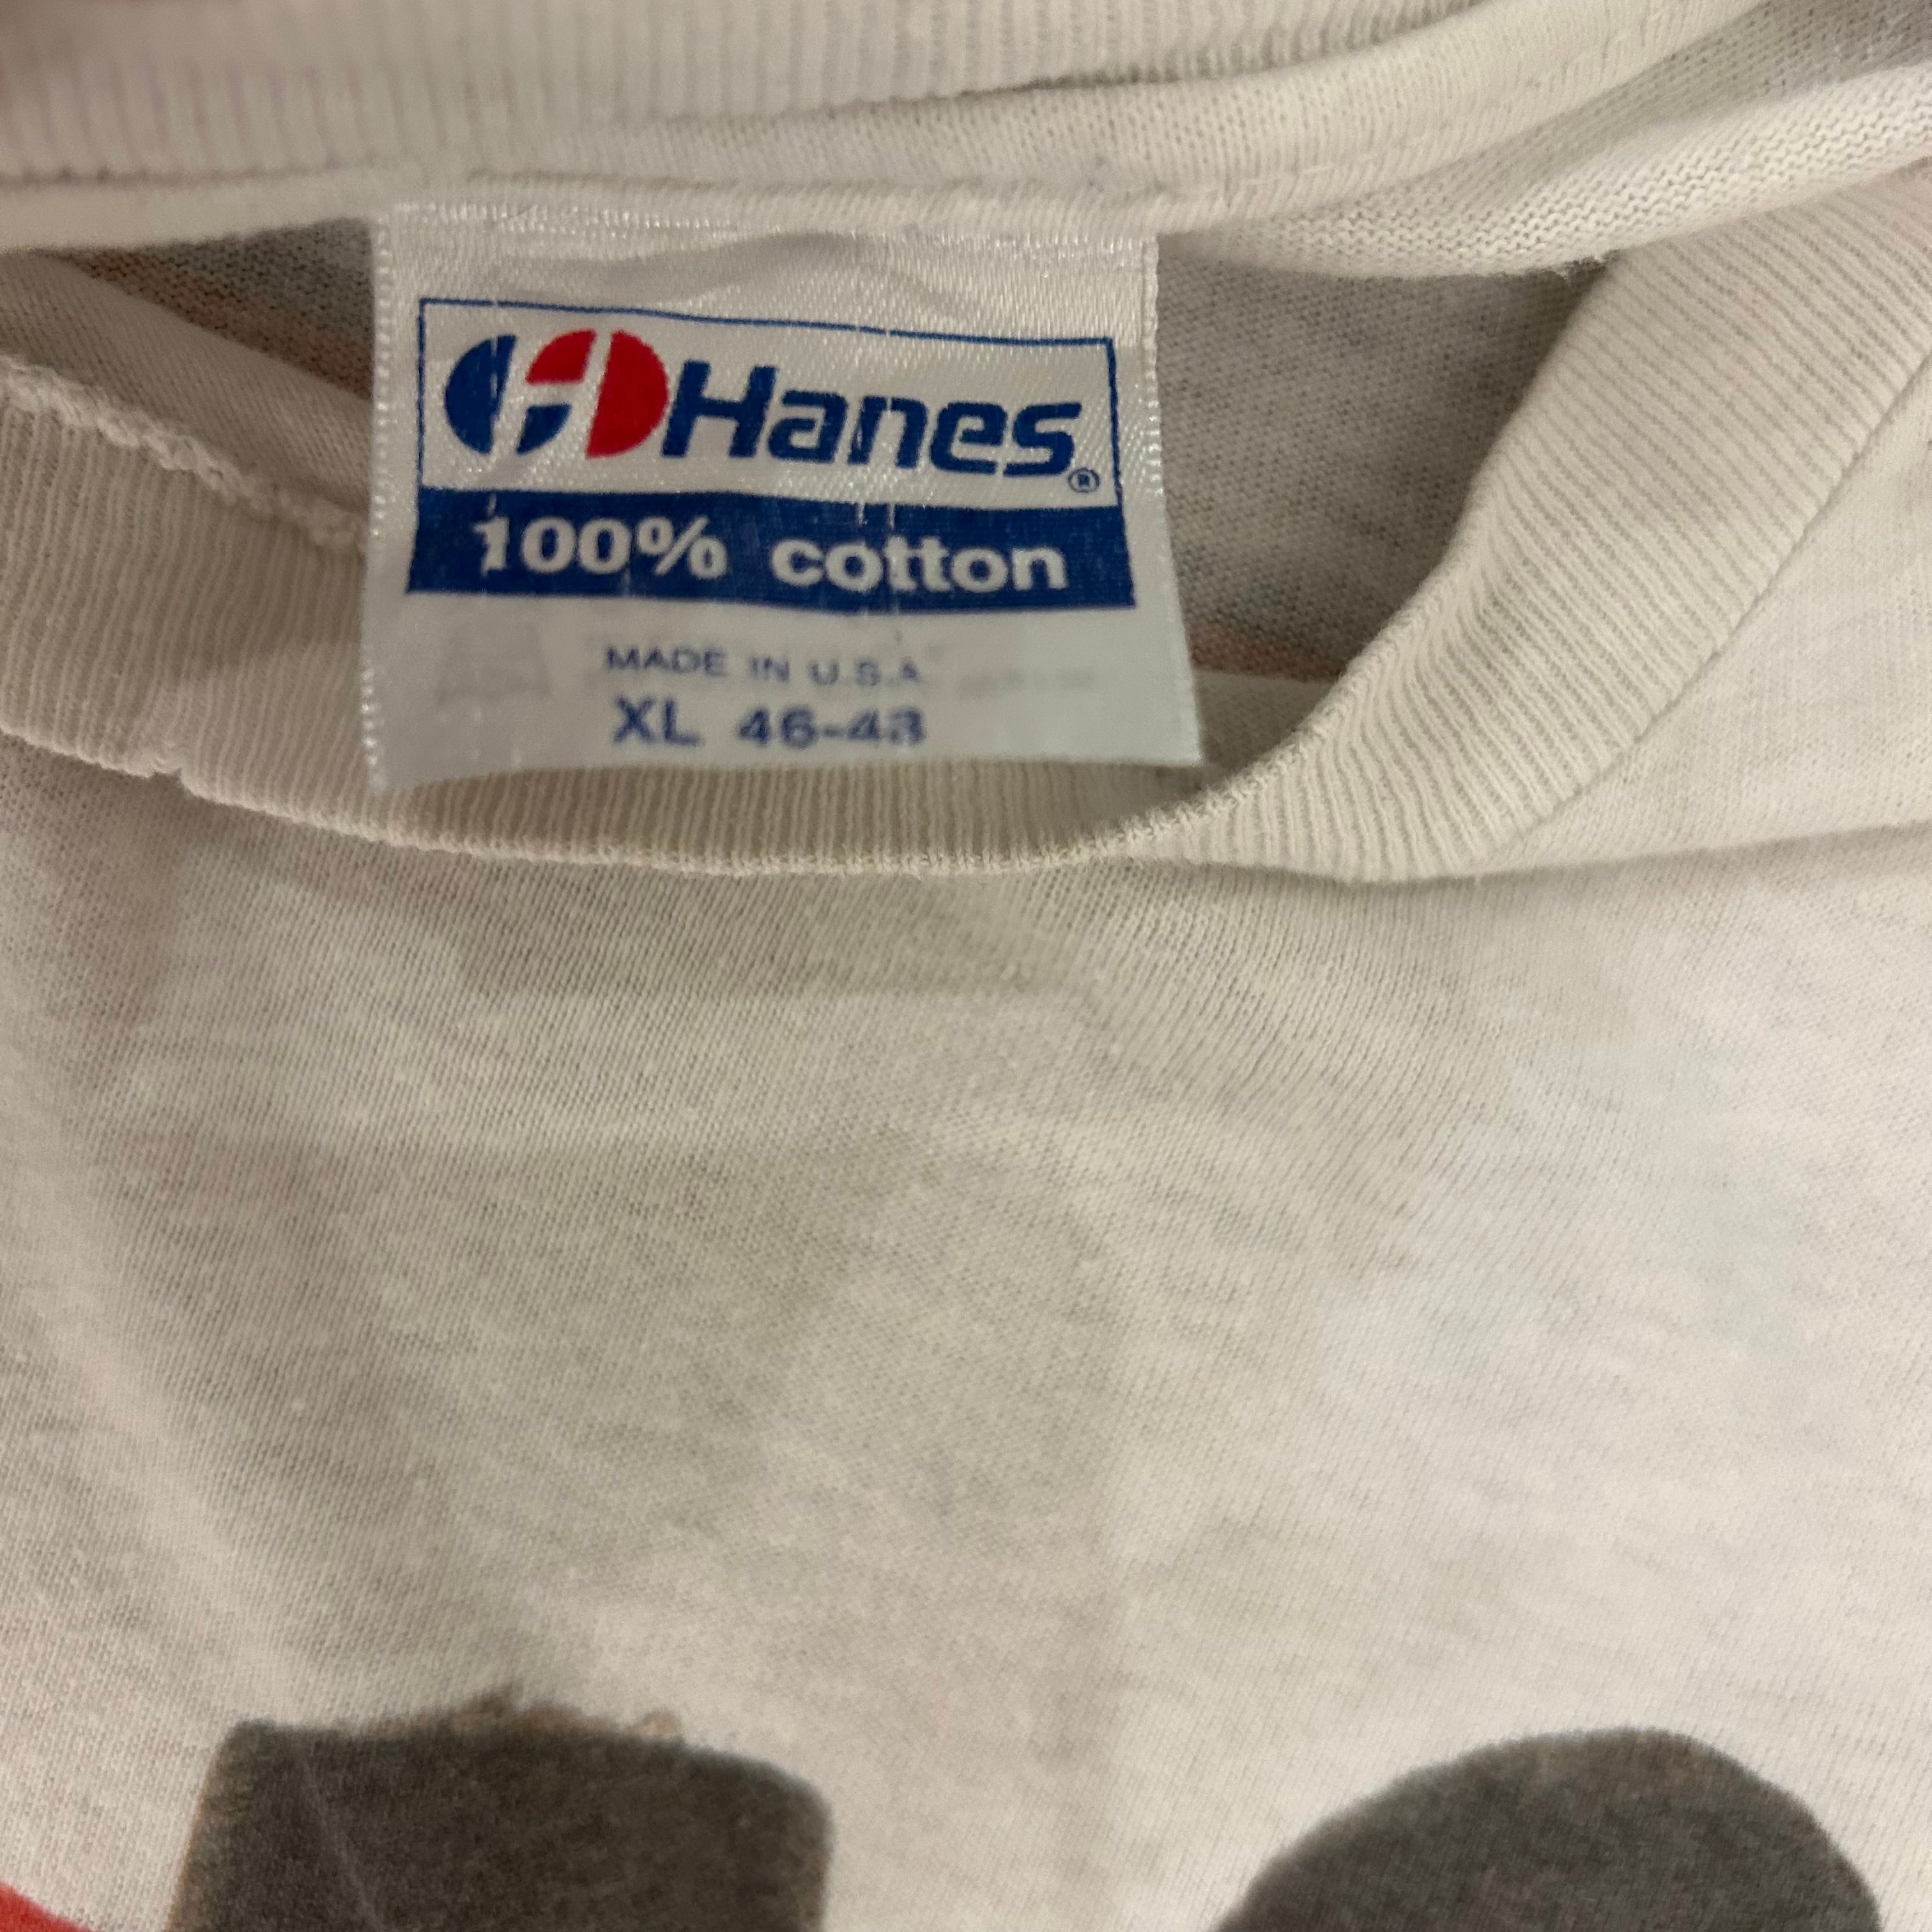 Hanes®
100% cotton
MADE IN U.S.A.
XL 46-48